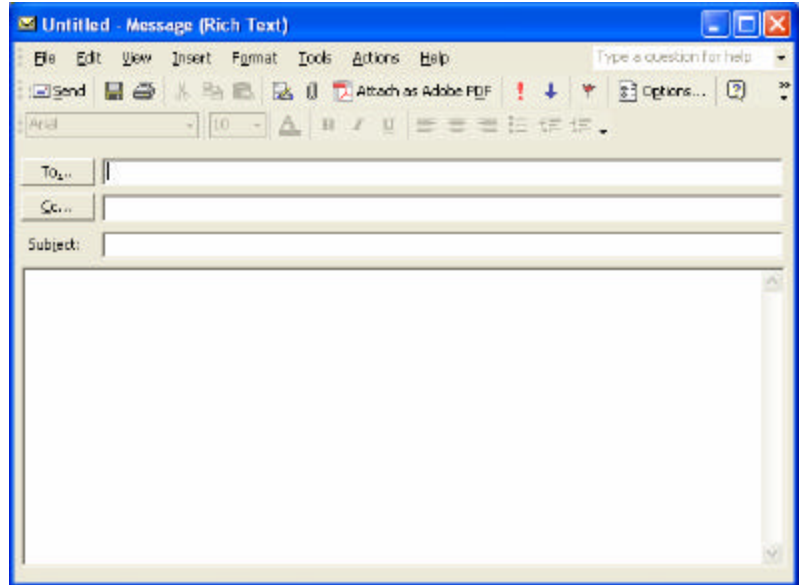 Untitled - Message (Rich Text)
File Edit View Insert Format Tools Actions Help Type a question for help
Send Attach as Adobe PDF Options...
Arial 10 A B I U
To...
Cc...
Subject: